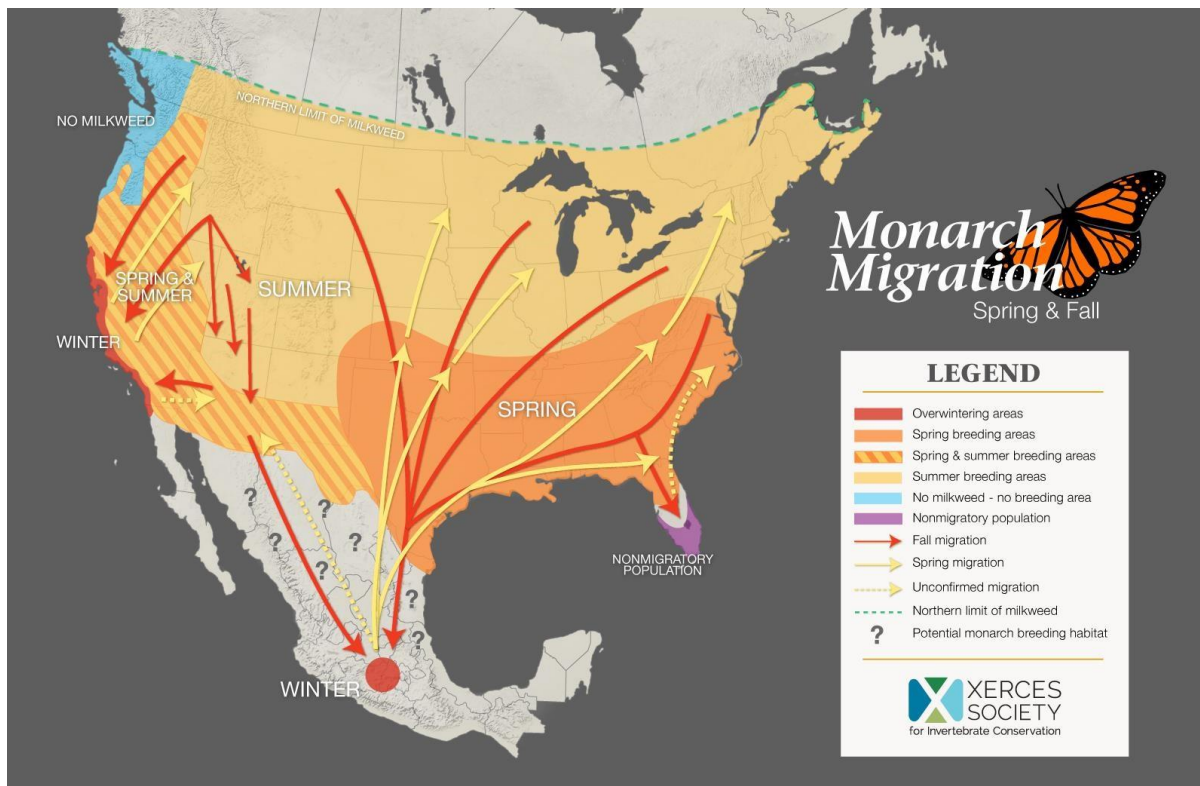 NO MILKWEED
NORTHERN LIMIT OF MILKWEED
SPRING &
SUMMER
SUMMER
WINTER
SPRING
NONMIGRATORY
POPULATION
WINTER
?
?
?
?
?
?
?
Monarch
Migration
Spring & Fall
LEGEND
Overwintering areas
Spring breeding areas
Spring & summer breeding areas
Summer breeding areas
No milkweed - no breeding area
Nonmigratory population
Fall migration
Spring migration
Unconfirmed migration
Northern limit of milkweed
? Potential monarch breeding habitat
XERCES
SOCIETY
for Invertebrate Conservation